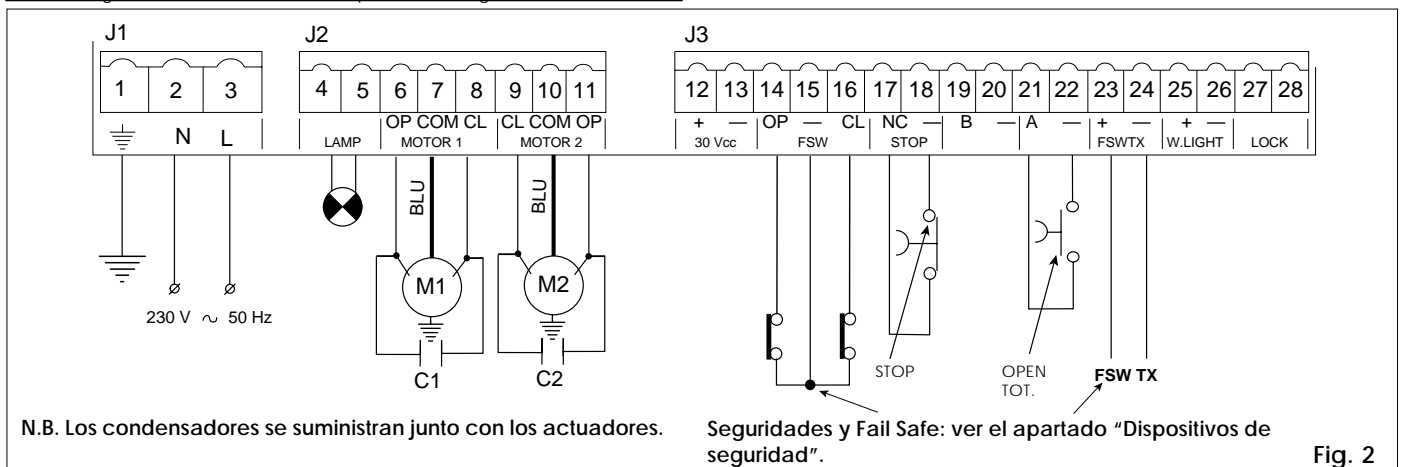 J1 J2 J3
1 2 3 4 5 6 7 8 9 10 11 12 13 14 15 16 17 18 19 20 21 22 23 24 25 26 27 28
OP COM CL CL COM OP + — OP — CL NC — B — A — + — + —
N L LAMP MOTOR 1 MOTOR 2 30 Vcc FSW STOP FSWTX W.LIGHT LOCK
BLU BLU
M1 M2
230 V ~ 50 Hz
C1 C2
STOP OPEN TOT. FSW TX
N.B. Los condensadores se suministran junto con los actuadores.
Seguridades y Fail Safe: ver el apartado “Dispositivos de
seguridad”.
Fig. 2